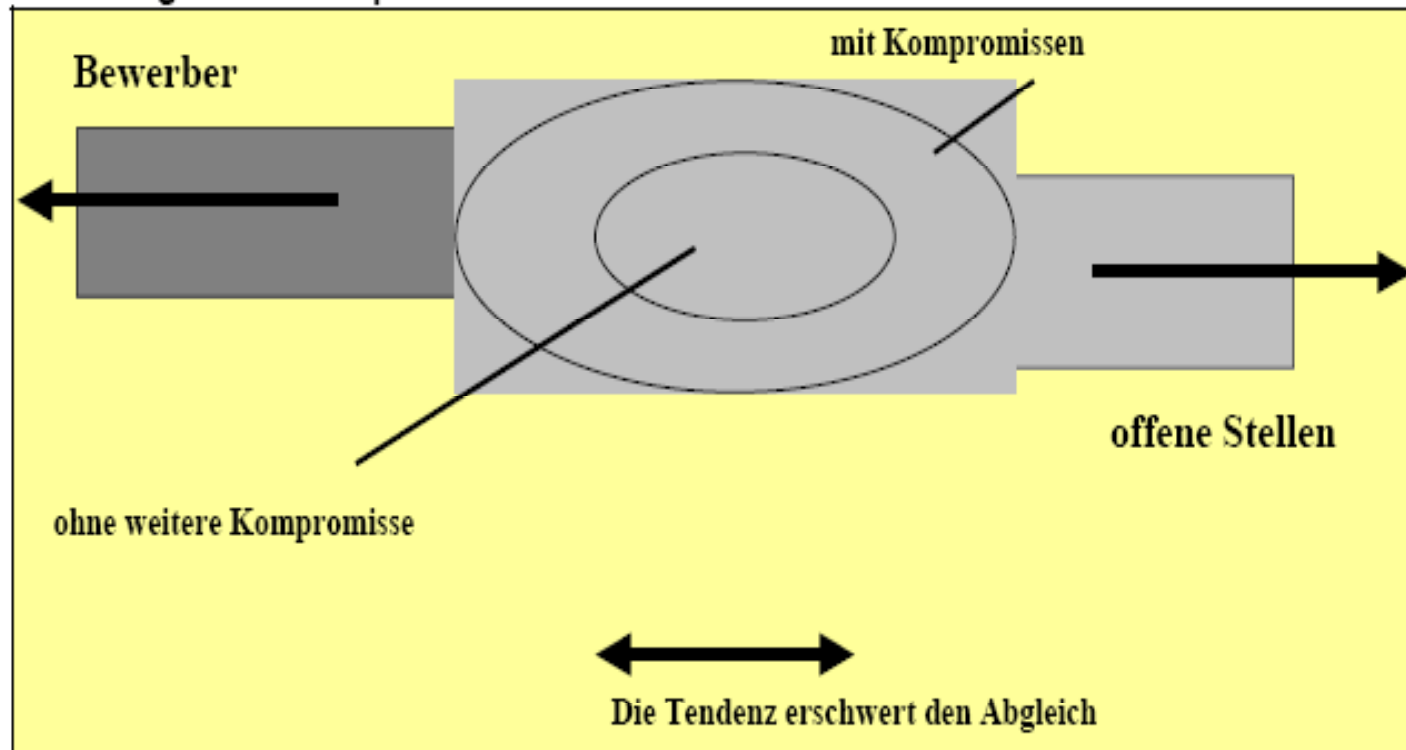 mit Kompromissen
Bewerber
offene Stellen
ohne weitere Kompromisse
Die Tendenz erschwert den Abgleich